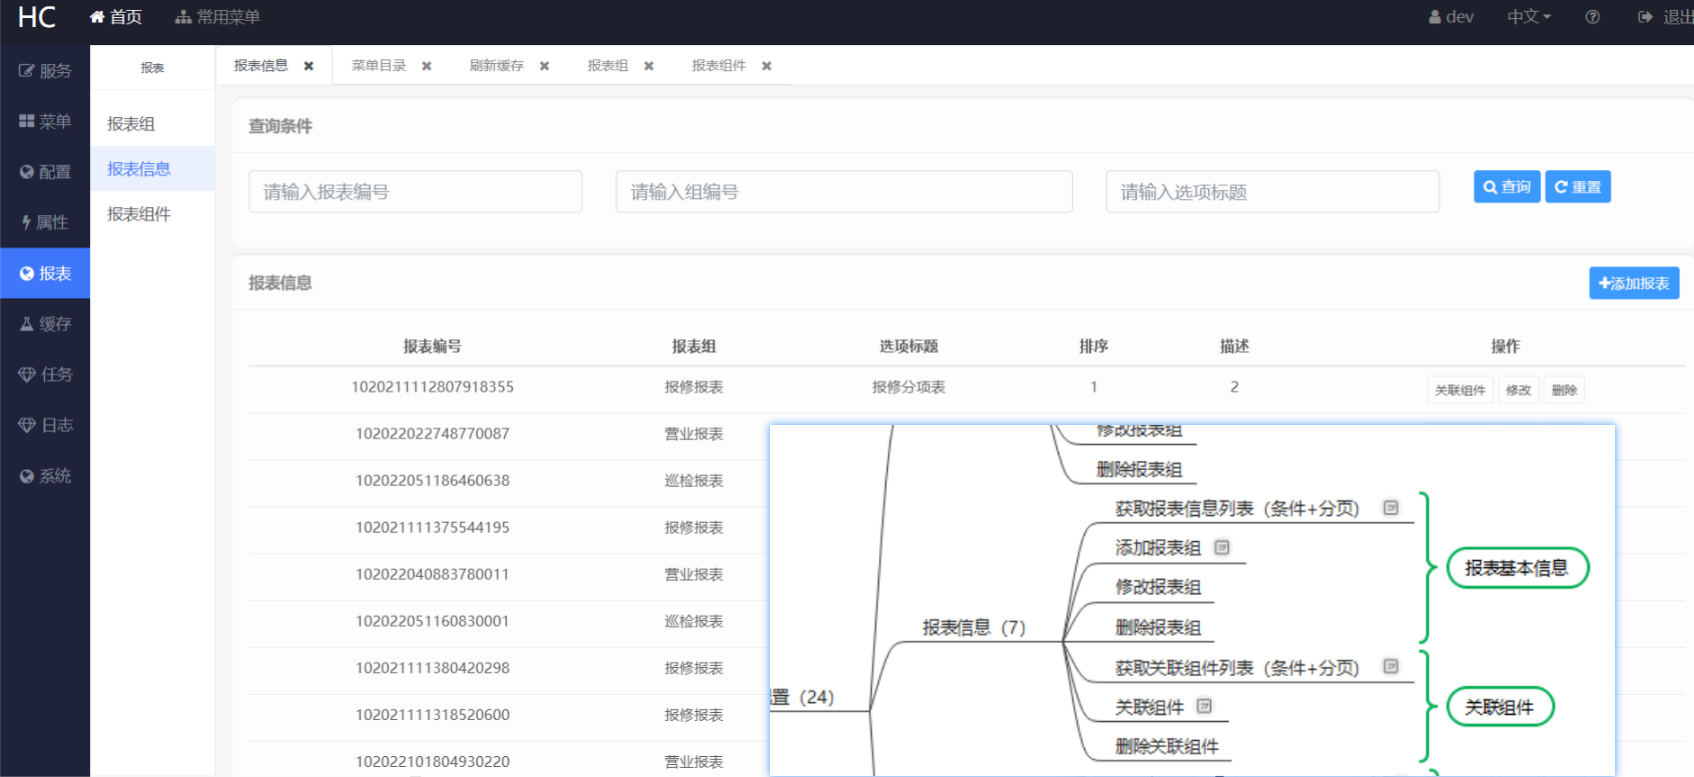 HC 首页 常用菜单 dev 中文 退出
服务
菜单
配置
属性
报表
缓存
任务
日志
系统
报表
报表组
报表信息
报表组件
报表信息 菜单目录 刷新缓存 报表组 报表组件
查询条件
请输入报表编号 请输入组编号 请输入选项标题 查询 重置
报表信息 添加报表
报表编号 报表组 选项标题 排序 描述 操作
1020211112807918355 报修报表 报修分项表 1 2 关联组件 修改 删除
102022022748770087 营业报表
102022051186460638 巡检报表
102021111375544195 报修报表
102022040883780011 营业报表
102022051160830001 巡检报表
102021111380420298 报修报表
102021111318520600 报修报表
102022101804930220 营业报表
修改报表组
删除报表组
获取报表信息列表（条件+分页）
添加报表组
修改报表组
删除报表组
报表基本信息
报表信息（7）
获取关联组件列表（条件+分页）
关联组件
删除关联组件
关联组件
置（24）